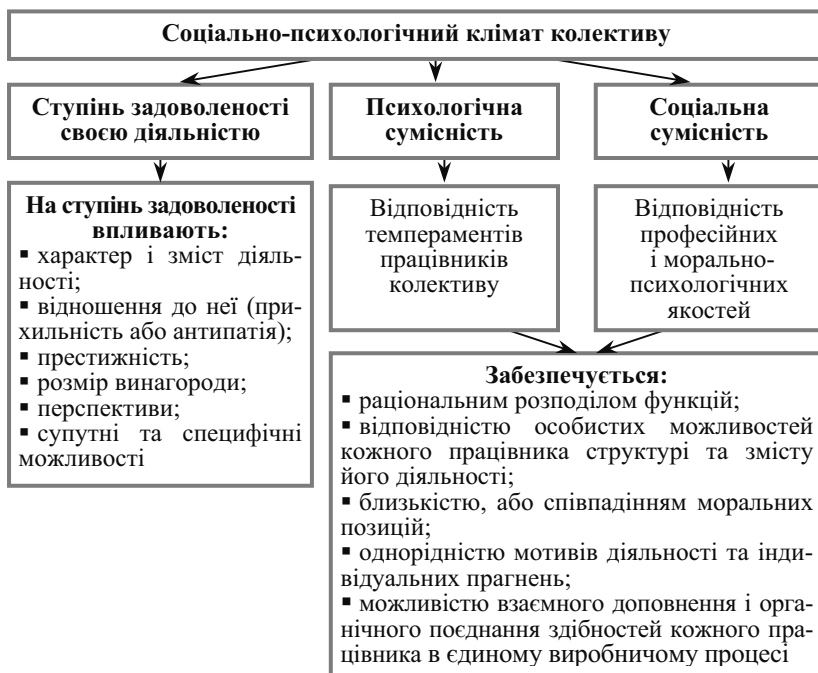 Соціально-психологічний клімат колективу
Ступінь задоволеності
своєю діяльністю
Психологічна
сумісність
Соціальна
сумісність
На ступінь задоволеності
впливають:
▪ характер і зміст діяль-
ності;
▪ відношення до неї (при-
хильність або антипатія);
▪ престижність;
▪ розмір винагороди;
▪ перспективи;
▪ супутні та специфічні
можливості
Відповідність
темпераментів
працівників
колективу
Відповідність
професійних
і морально-
психологічних
якостей
Забезпечується:
▪ раціональним розподілом функцій;
▪ відповідністю особистих можливостей
кожного працівника структурі та змісту
його діяльності;
▪ близькістю, або співпадінням моральних
позицій;
▪ однорідністю мотивів діяльності та інди-
відуальних прагнень;
▪ можливістю взаємного доповнення і орга-
нічного поєднання здібностей кожного пра-
цівника в єдиному виробничому процесі